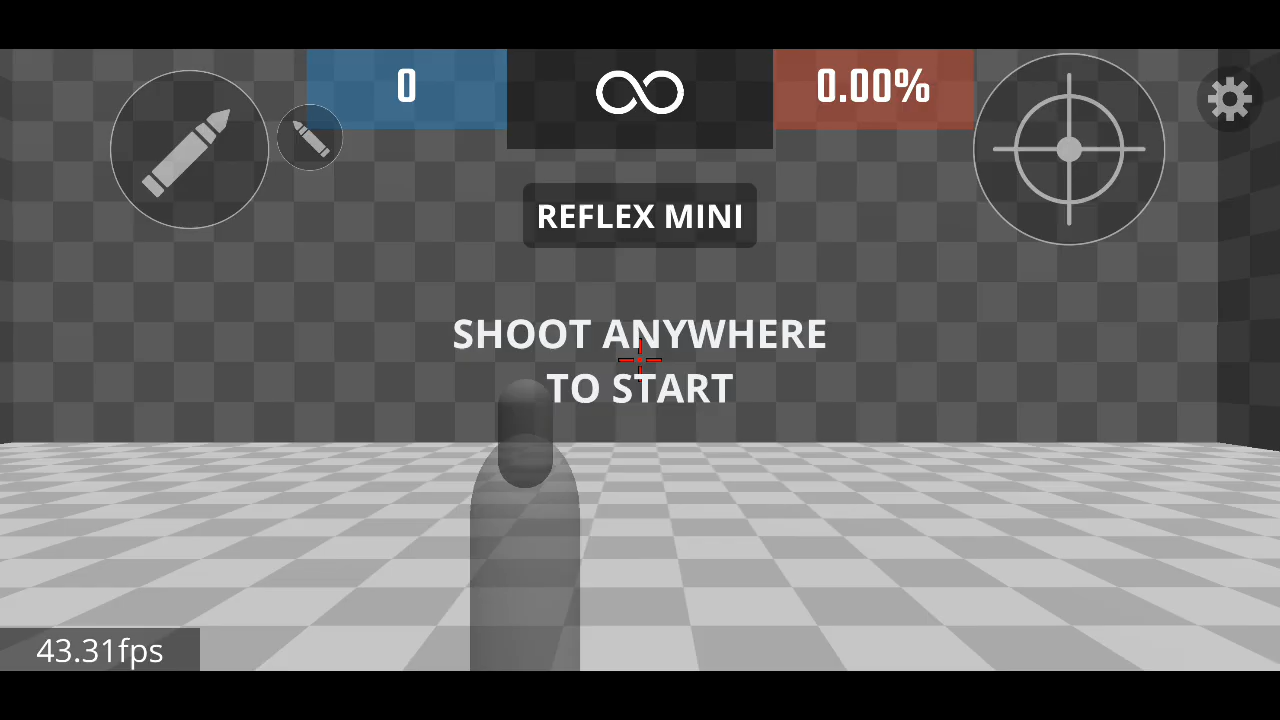 0
∞
0.00%
REFLEX MINI
SHOOT ANYWHERE
TO START
43.31fps